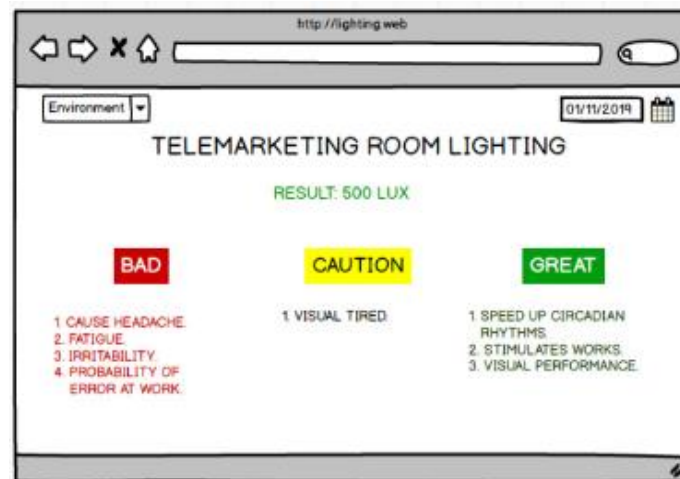 http://lighting.web
Environment
01/11/2019
TELEMARKETING ROOM LIGHTING
RESULT: 500 LUX
BAD
CAUTION
GREAT
1. CAUSE HEADACHE.
2. FATIGUE.
3. IRRITABILITY.
4. PROBABILITY OF
ERROR AT WORK.
1. VISUAL TIRED.
1. SPEED UP CIRCADIAN
RHYTHMS.
2. STIMULATES WORKS.
3. VISUAL PERFORMANCE.